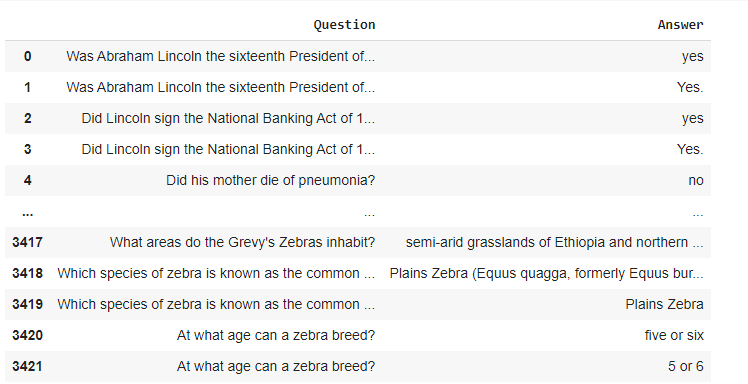 Question Answer
0 Was Abraham Lincoln the sixteenth President of... yes
1 Was Abraham Lincoln the sixteenth President of... Yes.
2 Did Lincoln sign the National Banking Act of 1... yes
3 Did Lincoln sign the National Banking Act of 1... Yes.
4 Did his mother die of pneumonia? no
... ... ...
3417 What areas do the Grevy's Zebras inhabit? semi-arid grasslands of Ethiopia and northern ...
3418 Which species of zebra is known as the common ... Plains Zebra (Equus quagga, formerly Equus bur...
3419 Which species of zebra is known as the common ... Plains Zebra
3420 At what age can a zebra breed? five or six
3421 At what age can a zebra breed? 5 or 6